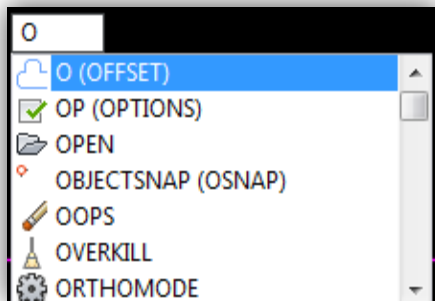 O
O (OFFSET)
OP (OPTIONS)
OPEN
OBJECTSNAP (OSNAP)
OOPS
OVERKILL
ORTHOMODE